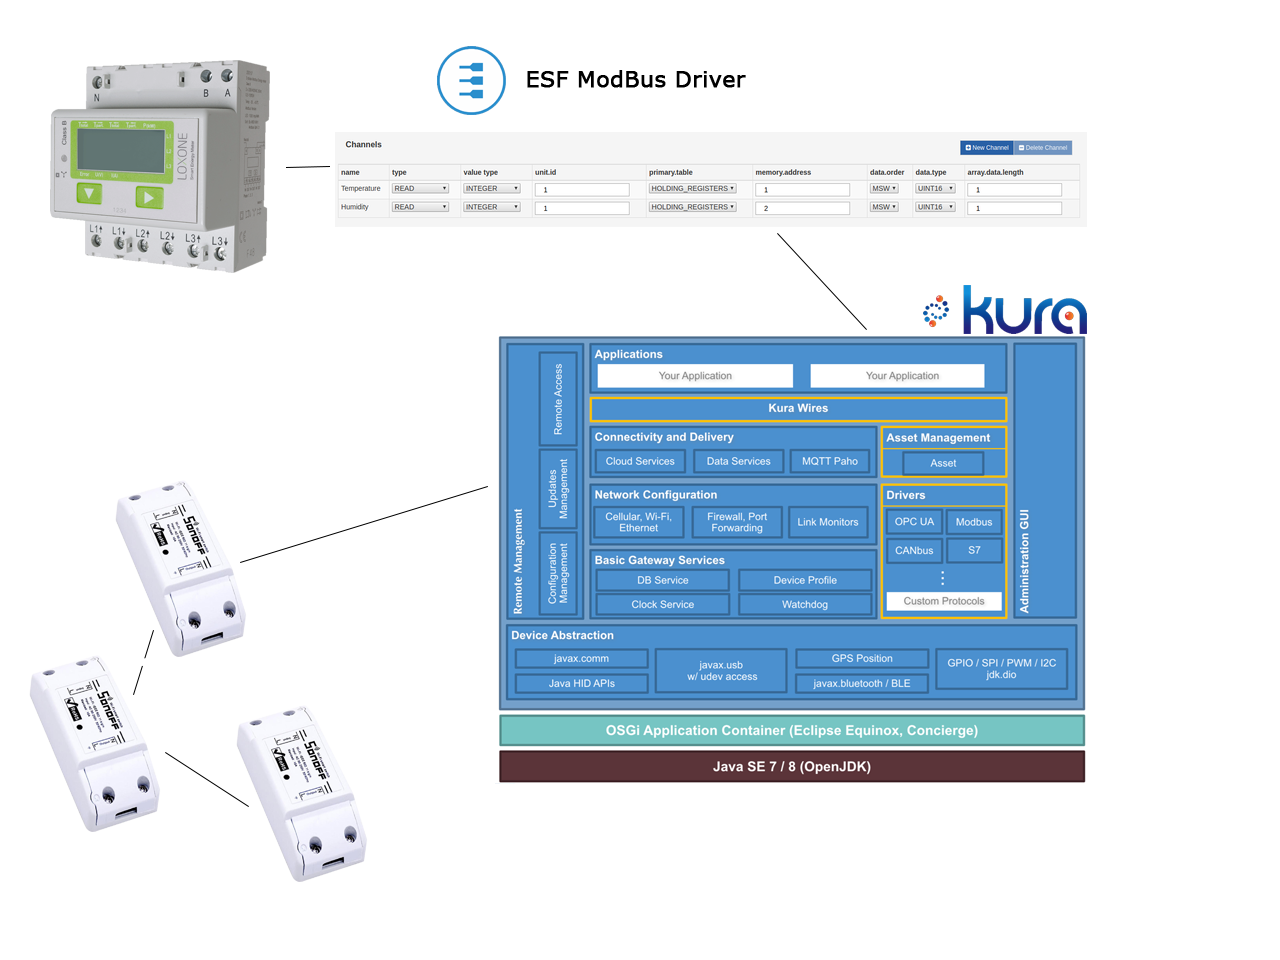 ESF ModBus Driver
N B A
Class B
LOXONE
Smart Energy Meter
L1↑ L1↓ L2↑ L2↓ L3↑ L3↓
Channels
New Channel Delete Channel
name type value type unit.id primary.table memory.address data.order data.type array.data.length
Temperature READ INTEGER 1 HOLDING_REGISTERS 1 MSW UINT16 1
Humidity READ INTEGER 1 HOLDING_REGISTERS 2 MSW UINT16 1
kura
Remote Management
Remote Access
Updates
Management
Configuration
Management
Applications
Your Application Your Application
Kura Wires
Connectivity and Delivery
Cloud Services Data Services MQTT Paho
Asset Management
Asset
Network Configuration
Cellular, Wi-Fi,
Ethernet
Firewall, Port
Forwarding
Link Monitors
Drivers
OPC UA Modbus
CANbus S7
Custom Protocols
Basic Gateway Services
DB Service Device Profile
Clock Service Watchdog
Administration GUI
Device Abstraction
javax.comm
Java HID APIs
javax.usb
w/ udev access
GPS Position
javax.bluetooth / BLE
GPIO / SPI / PWM / I2C
jdk.dio
OSGi Application Container (Eclipse Equinox, Concierge)
Java SE 7 / 8 (OpenJDK)
Sonoff
Sonoff
Sonoff